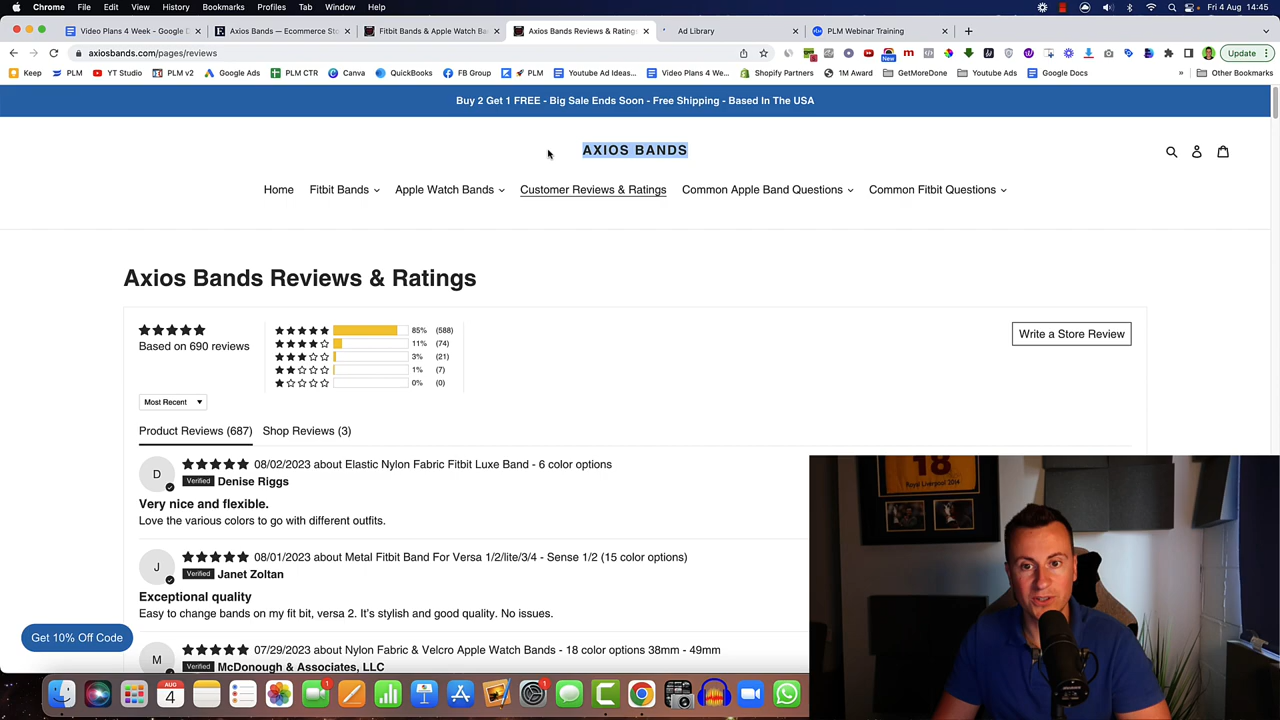 Chrome File Edit View History Bookmarks Profiles Tab Window Help Fri 4 Aug 14:45
Video Plans 4 Week - Google D Axios Bands — Ecommerce St Fitbit Bands & Apple Watch Ba Axios Bands Reviews & Rating Ad Library PLM Webinar Training
axiosbands.com/pages/reviews New Update
Keep PLM YT Studio PLM v2 Google Ads PLM CTR Canva QuickBooks FB Group PLM Youtube Ad Ideas... Video Plans 4 We... Shopify Partners 1M Award GetMoreDone Youtube Ads Google Docs Other Bookmarks
Buy 2 Get 1 FREE - Big Sale Ends Soon - Free Shipping - Based In The USA
AXIOS BANDS
Home Fitbit Bands Apple Watch Bands Customer Reviews & Ratings Common Apple Band Questions Common Fitbit Questions
Axios Bands Reviews & Ratings
Based on 690 reviews
85% (588)
11% (74)
3% (21)
1% (7)
0% (0)
Write a Store Review
Most Recent
Product Reviews (687) Shop Reviews (3)
D 08/02/2023 about Elastic Nylon Fabric Fitbit Luxe Band - 6 color options
Verified Denise Riggs
Very nice and flexible.
Love the various colors to go with different outfits.
J 08/01/2023 about Metal Fitbit Band For Versa 1/2/lite/3/4 - Sense 1/2 (15 color options)
Verified Janet Zoltan
Exceptional quality
Easy to change bands on my fit bit, versa 2. It's stylish and good quality. No issues.
M 07/29/2023 about Nylon Fabric & Velcro Apple Watch Bands - 18 color options 38mm - 49mm
Verified McDonough & Associates, LLC
Get 10% Off Code
18
Royal Liverpool 2014
AUG
4
1
1